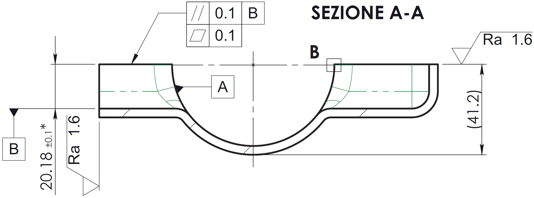 // 0.1 B
⏥ 0.1
SEZIONE A-A
B
Ra 1.6
A
B
20.18 ±0.1*
Ra 1.6
(41.2)